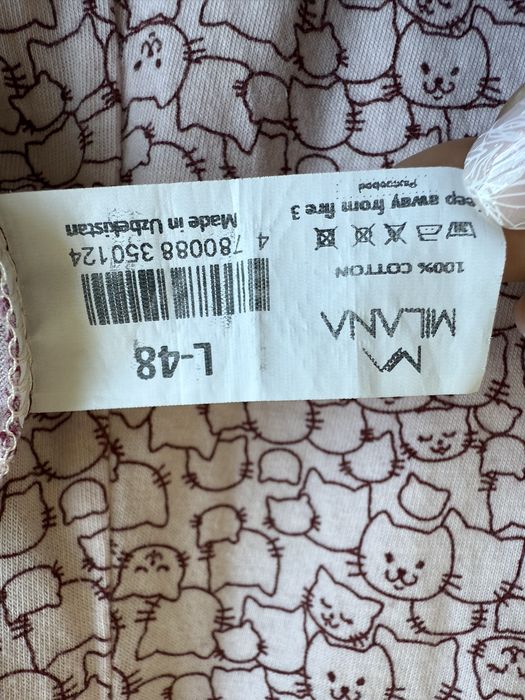 MILANA
100% COTTON
eep away from fire 3
L-48
4 780088 350124
Made in Uzbekistan